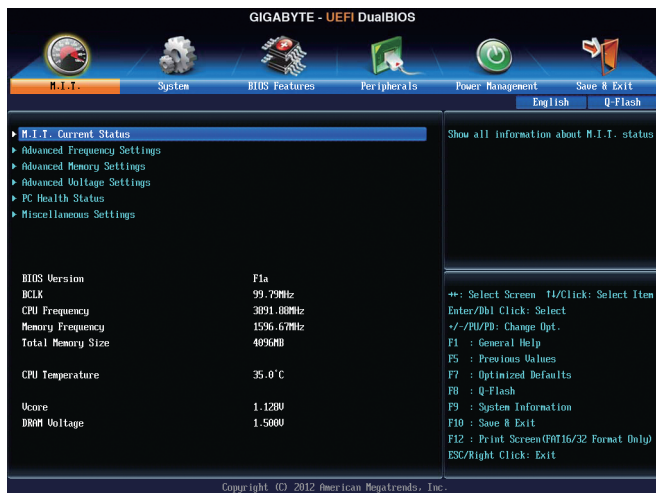 GIGABYTE - UEFI DualBIOS
M.I.T. System BIOS Features Peripherals Power Management Save & Exit
English Q-Flash
M.I.T. Current Status
Advanced Frequency Settings
Advanced Memory Settings
Advanced Voltage Settings
PC Health Status
Miscellaneous Settings
Show all information about M.I.T. status
BIOS Version F1a
BCLK 99.79MHz
CPU Frequency 3891.88MHz
Memory Frequency 1596.67MHz
Total Memory Size 4096MB
CPU Temperature 35.0°C
Vcore 1.128V
DRAM Voltage 1.500V
→←: Select Screen ↑↓/Click: Select Item
Enter/Dbl Click: Select
+/-/PU/PD: Change Opt.
F1 : General Help
F5 : Previous Values
F7 : Optimized Defaults
F8 : Q-Flash
F9 : System Information
F10 : Save & Exit
F12 : Print Screen(FAT16/32 Format Only)
ESC/Right Click: Exit
Copyright (C) 2012 American Megatrends, Inc.